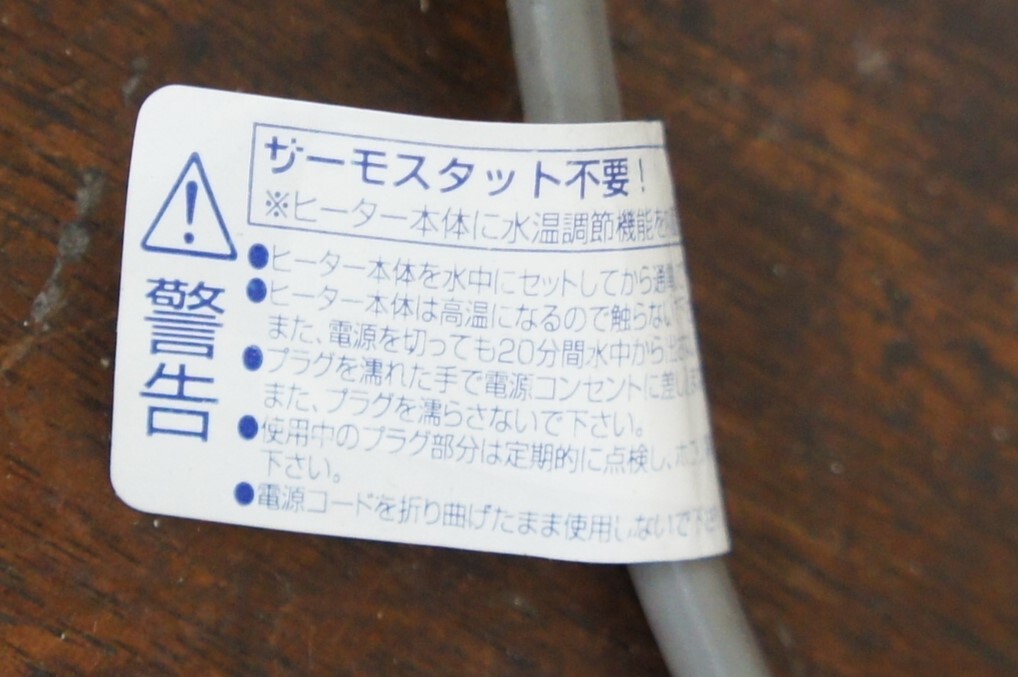 サーモスタット不要!
※ヒーター本体に水温調節機能を
警告
●ヒーター本体を水中にセットしてから通電
●ヒーター本体は高温になるので触らない下
また、電源を切っても20分間水中から出
●プラグを濡れた手で電源コンセントに差し
また、プラグを濡らさないで下さい。
●使用中のプラグ部分は定期的に点検し、ホコ
下さい。
●電源コードを折り曲げたまま使用しないで下さ